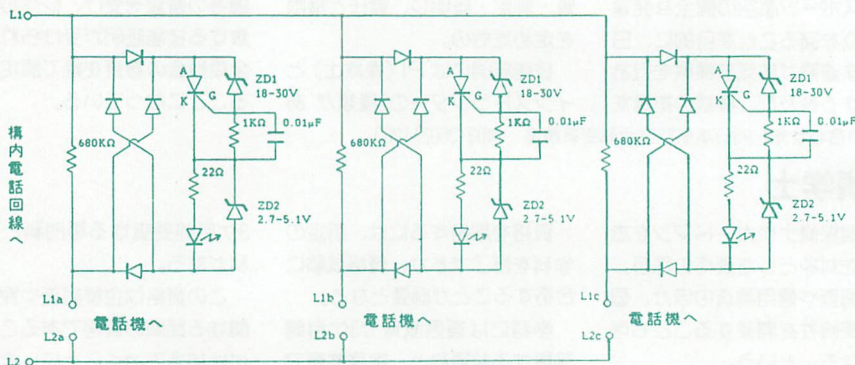 L1
構内電話回線へ
680KΩ
A
K
G
ZD1
18-30V
1KΩ
0.01μF
22Ω
ZD2
2.7-5.1V
L1a
電話機へ
L2a
680KΩ
A
K
G
ZD1
18-30V
1KΩ
0.01μF
22Ω
ZD2
2.7-5.1V
L1b
電話機へ
L2b
680KΩ
A
K
G
ZD1
18-30V
1KΩ
0.01μF
22Ω
ZD2
2.7-5.1V
L1c
電話機へ
L2c
L2